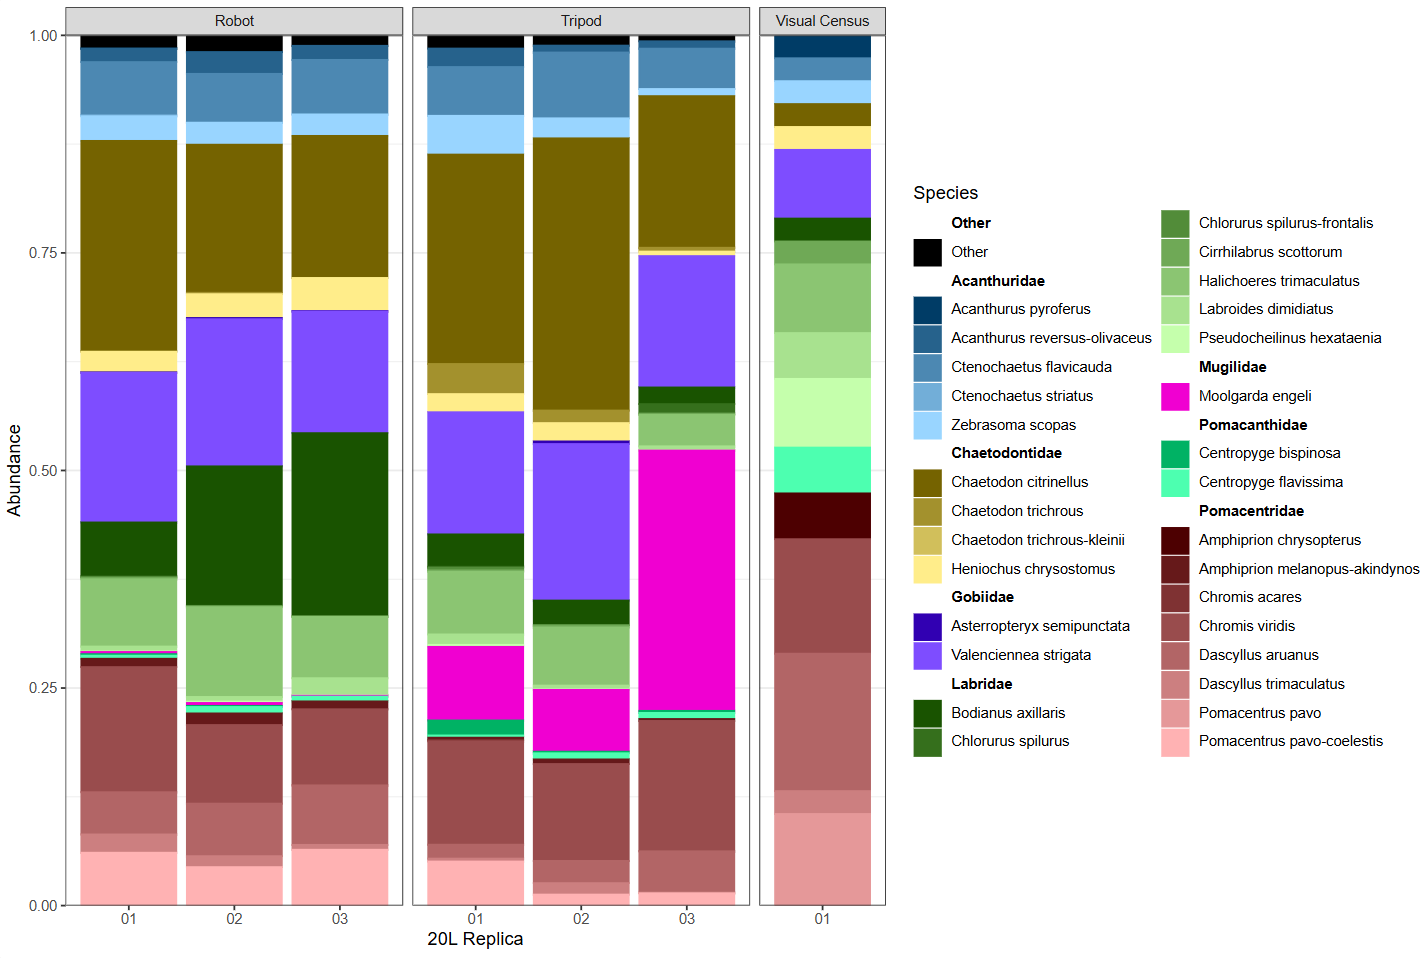 Robot
Tripod
Visual Census
1.00
0.75
0.50
0.25
0.00
Abundance
01
02
03
01
02
03
01
20L Replica
Species
Other
Other
Acanthuridae
Acanthurus pyroferus
Acanthurus reversus-olivaceus
Ctenochaetus flavicauda
Ctenochaetus striatus
Zebrasoma scopas
Chaetodontidae
Chaetodon citrinellus
Chaetodon trichrous
Chaetodon trichrous-kleinii
Heniochus chrysostomus
Gobiidae
Asterropteryx semipunctata
Valenciennea strigata
Labridae
Bodianus axillaris
Chlorurus spilurus
Chlorurus spilurus-frontalis
Cirrhilabrus scottorum
Halichoeres trimaculatus
Labroides dimidiatus
Pseudocheilinus hexataenia
Mugilidae
Moolgarda engeli
Pomacanthidae
Centropyge bispinosa
Centropyge flavissima
Pomacentridae
Amphiprion chrysopterus
Amphiprion melanopus-akindynos
Chromis acares
Chromis viridis
Dascyllus aruanus
Dascyllus trimaculatus
Pomacentrus pavo
Pomacentrus pavo-coelestis